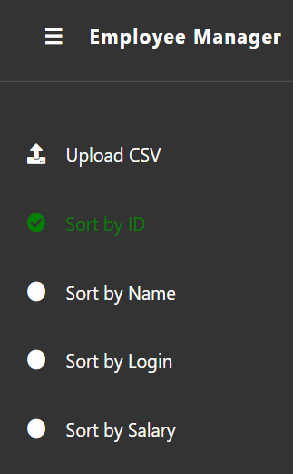 Employee Manager
Upload CSV
Sort by ID
Sort by Name
Sort by Login
Sort by Salary